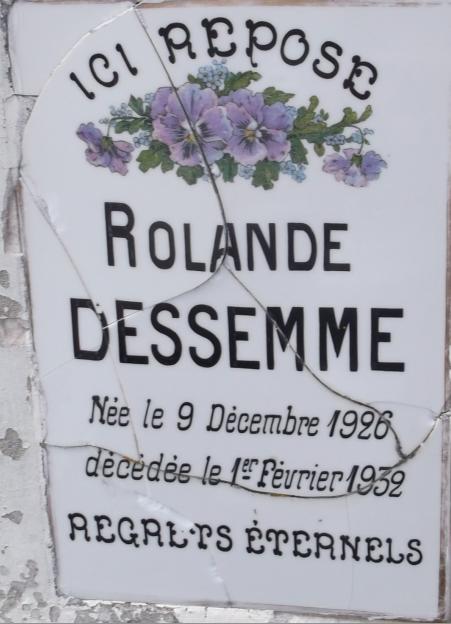 ICI REPOSE
ROLANDE
DESSEMME
Née le 9 Décembre 1926
décédée le 1er Février 1932
REGRETS ÉTERNELS